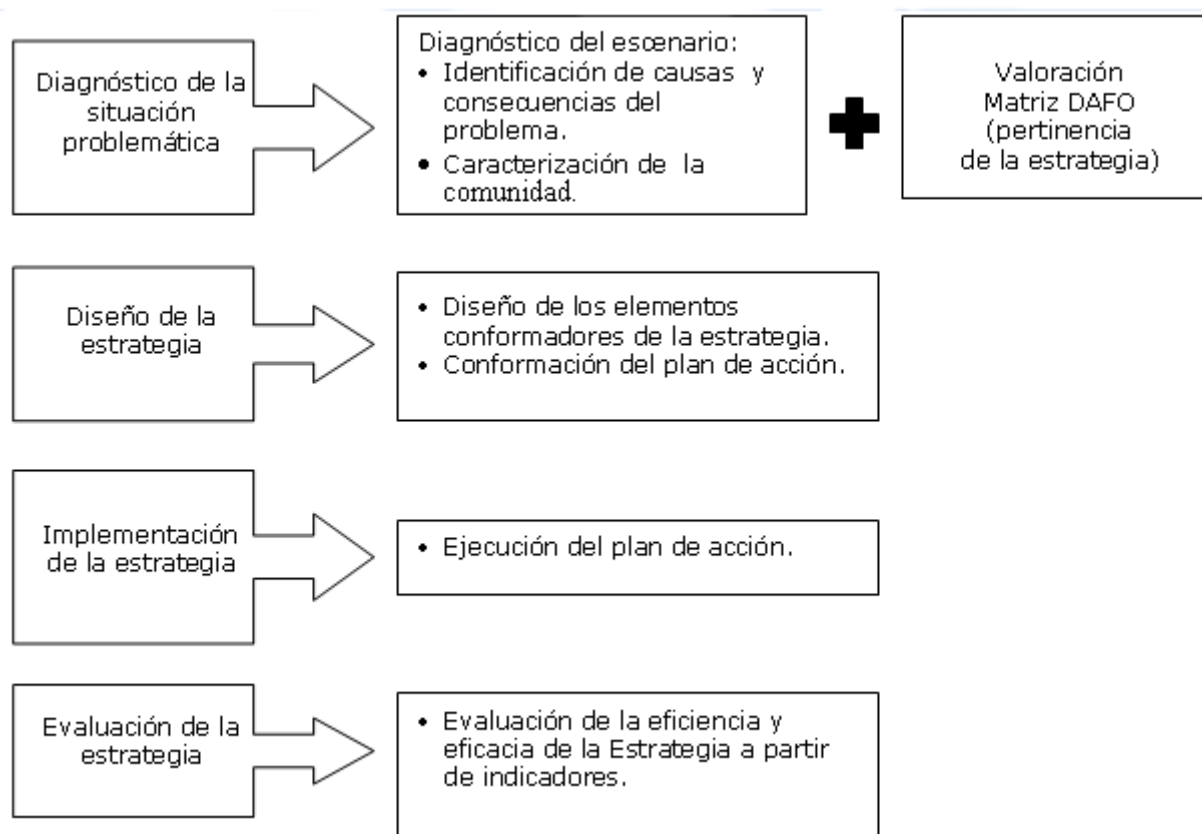 Diagnóstico de la
situación
problemática
Diagnóstico del escenario:
• Identificación de causas y
consecuencias del
problema.
• Caracterización de la
comunidad.
Valoración
Matriz DAFO
(pertinencia
de la estrategia)
Diseño de la
estrategia
• Diseño de los elementos
conformadores de la estrategia.
• Conformación del plan de acción.
Implementación
de la estrategia
• Ejecución del plan de acción.
Evaluación de la
estrategia
• Evaluación de la eficiencia y
eficacia de la Estrategia a partir
de indicadores.